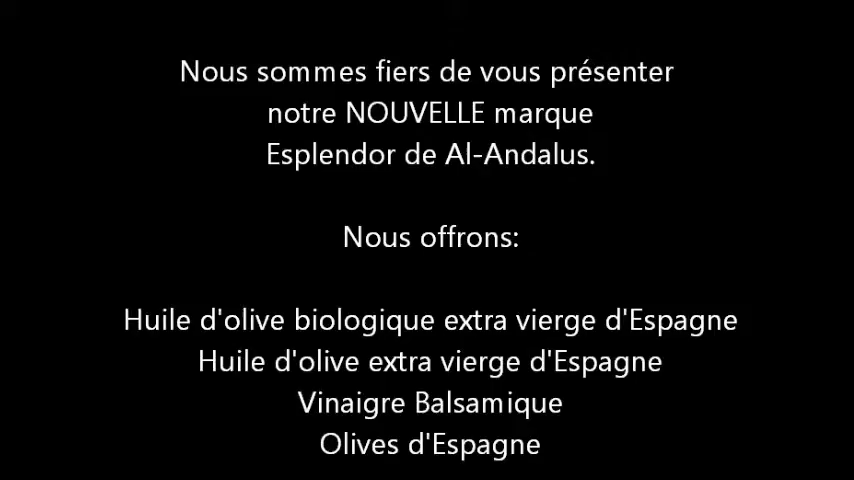 Nous sommes fiers de vous présenter
notre NOUVELLE marque
Esplendor de Al-Andalus.
Nous offrons:
Huile d'olive biologique extra vierge d'Espagne
Huile d'olive extra vierge d'Espagne
Vinaigre Balsamique
Olives d'Espagne